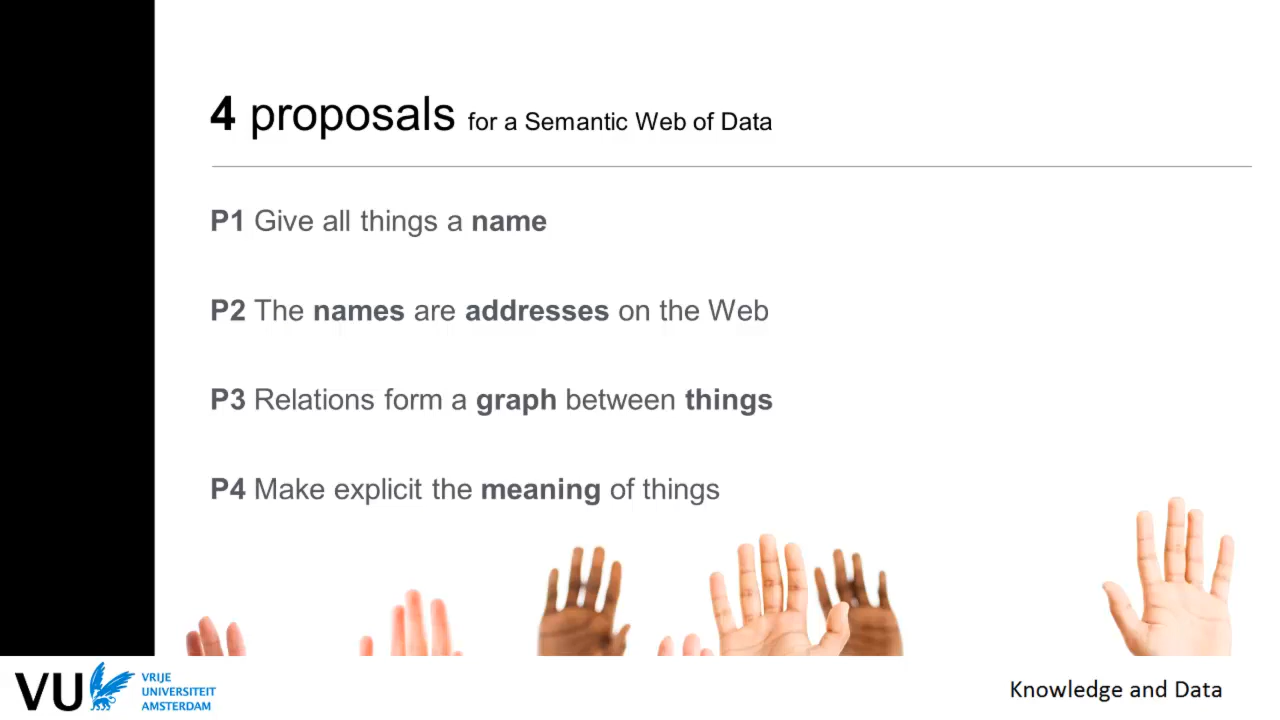 4 proposals for a Semantic Web of Data
P1 Give all things a name
P2 The names are addresses on the Web
P3 Relations form a graph between things
P4 Make explicit the meaning of things
VU VRIJE
UNIVERSITEIT
AMSTERDAM
Knowledge and Data